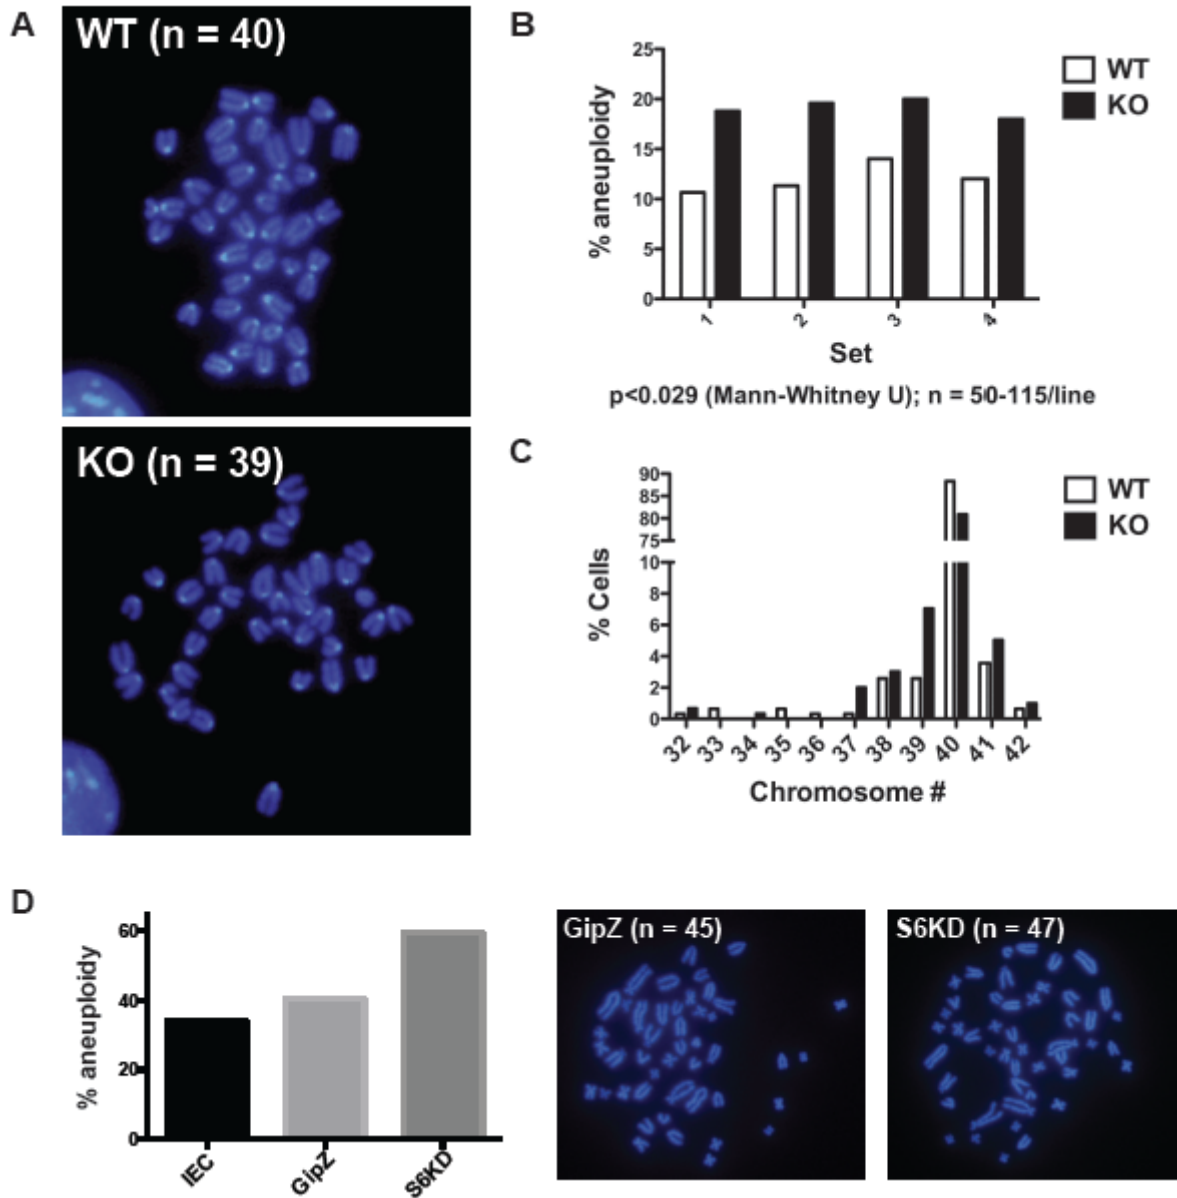 A
WT (n = 40)
KO (n = 39)
B
25
20
15
10
5
0
% aneuploidy
1
2
3
4
Set
WT
KO
p<0.029 (Mann-Whitney U); n = 50-115/line
C
90
85
80
75
10
8
6
4
2
0
% Cells
32
33
34
35
36
37
38
39
40
41
42
Chromosome #
WT
KO
D
60
40
20
0
% aneuploidy
IEC
GipZ
S6KD
GipZ (n = 45)
S6KD (n = 47)